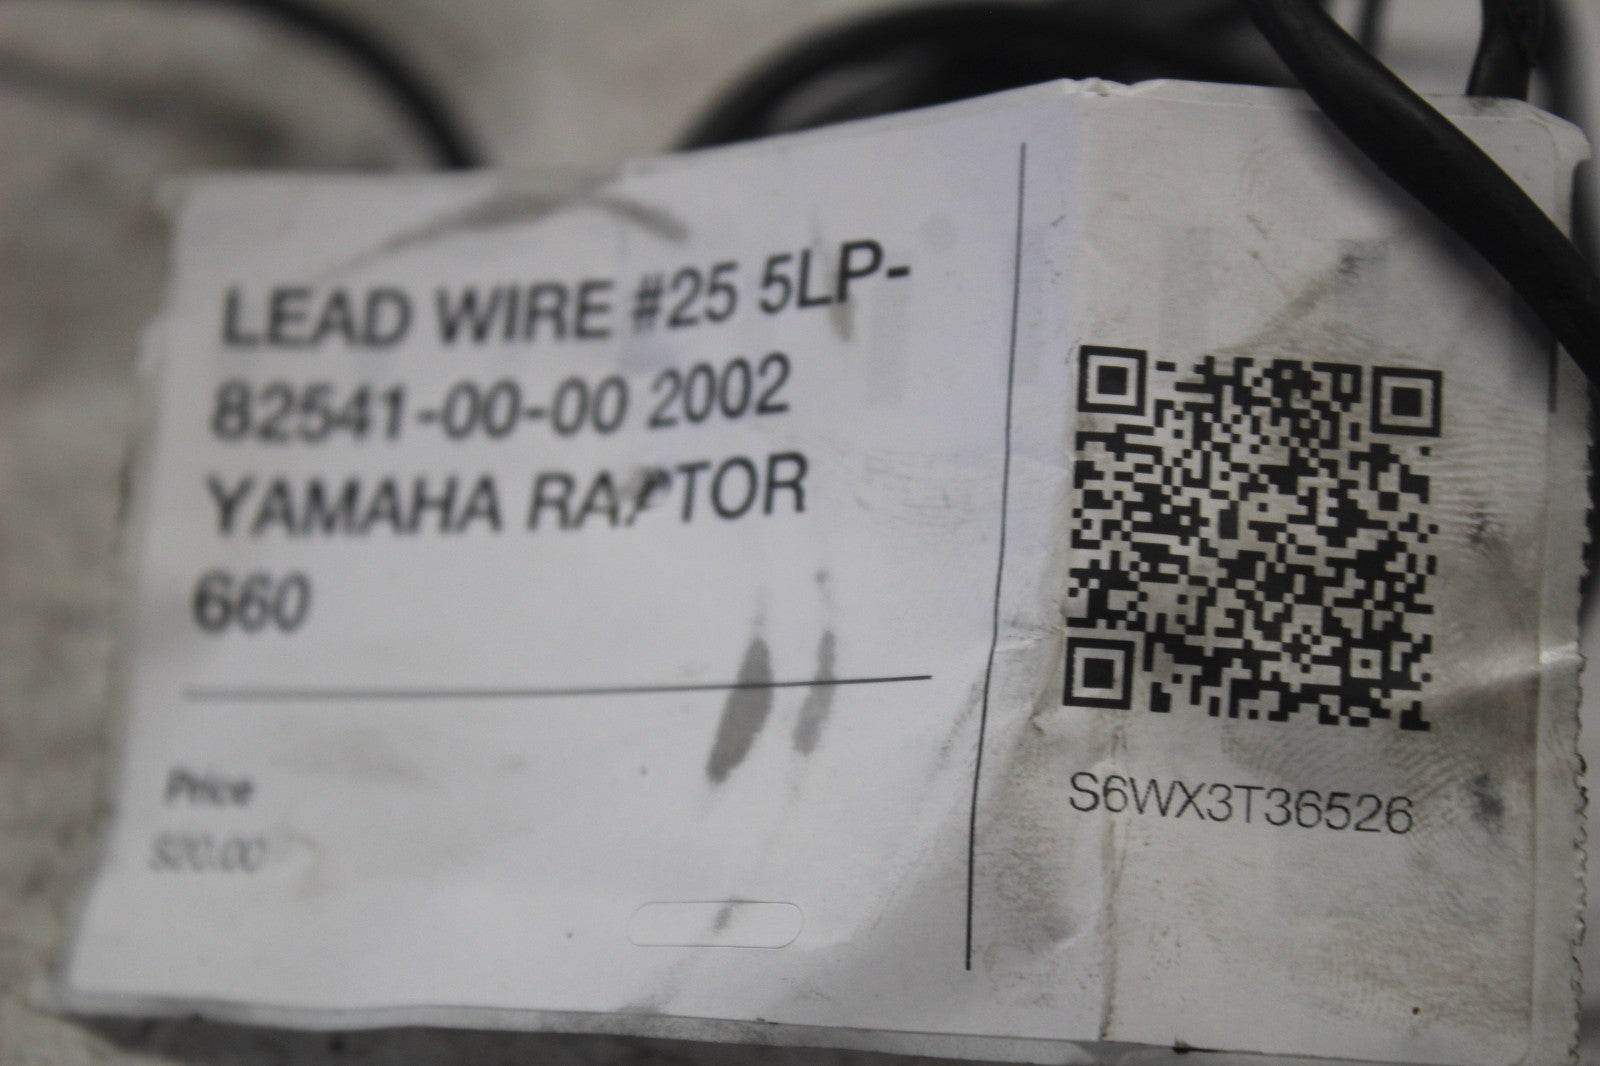 LEAD WIRE #25 5LP-
82541-00-00 2002
YAMAHA RAPTOR
660
Price
$20.00
S6WX3T36526